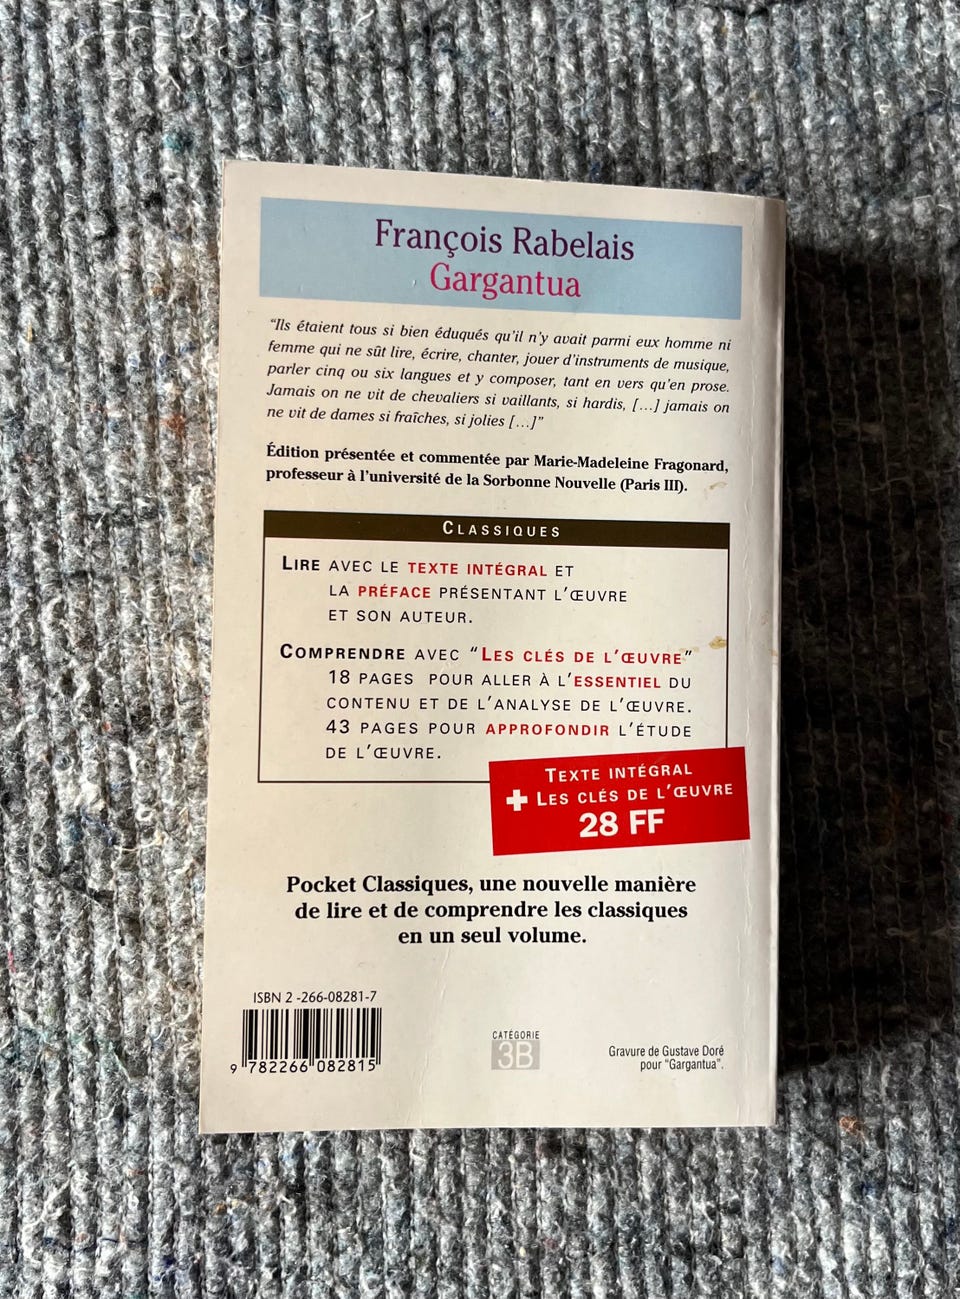 François Rabelais
Gargantua
“Ils étaient tous si bien éduqués qu’il n’y avait parmi eux homme ni
femme qui ne sût lire, écrire, chanter, jouer d’instruments de musique,
parler cinq ou six langues et y composer, tant en vers qu’en prose.
Jamais on ne vit de chevaliers si vaillants, si hardis, […] jamais on
ne vit de dames si fraîches, si jolies […]”
Édition présentée et commentée par Marie-Madeleine Fragonard,
professeur à l’université de la Sorbonne Nouvelle (Paris III).
CLASSIQUES
LIRE AVEC LE TEXTE INTÉGRAL ET
LA PRÉFACE PRÉSENTANT L’ŒUVRE
ET SON AUTEUR.
COMPRENDRE AVEC “LES CLÉS DE L’ŒUVRE”
18 PAGES POUR ALLER À L’ESSENTIEL DU
CONTENU ET DE L’ANALYSE DE L’ŒUVRE.
43 PAGES POUR APPROFONDIR L’ÉTUDE
DE L’ŒUVRE.
TEXTE INTÉGRAL
+ LES CLÉS DE L’ŒUVRE
28 FF
Pocket Classiques, une nouvelle manière
de lire et de comprendre les classiques
en un seul volume.
ISBN 2 -266-08281-7
9 782266 082815
CATÉGORIE
3B
Gravure de Gustave Doré
pour “Gargantua”.